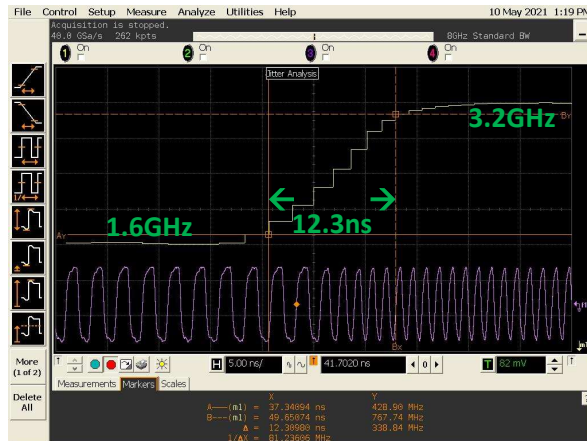 File Control Setup Measure Analyze Utilities Help 10 May 2021 1:19 PM
Acquisition is stopped.
40.0 GSa/s 262 kpts 8GHz Standard BW
1 On 2 On 3 On 4 On
Jitter Analysis
By
3.2GHz
12.3ns
1.6GHz
Ay
Bx
More
(1 of 2)
Delete
All
H 5.00 ns/ T 41.7020 ns 0 T 82 mV
Measurements Markers Scales
X Y
A---(m1) = 37.34094 ns 428.90 MHz
B---(m1) = 49.65074 ns 767.74 MHz
Δ = 12.30980 ns 338.84 MHz
1/ΔX = 81.23606 MHz